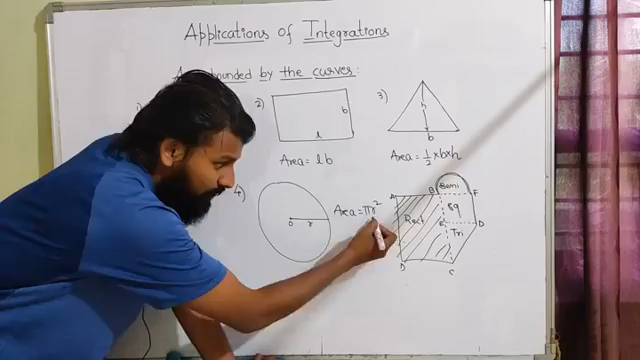 Applications of Integrations
bounded by the curves:
2)
b
l
Area = lb
3)
h
b
Area = 1/2 × b × h
4)
o r
Area = πr²
A B F
Semi
Rect
Sq
E D
Tri
D C